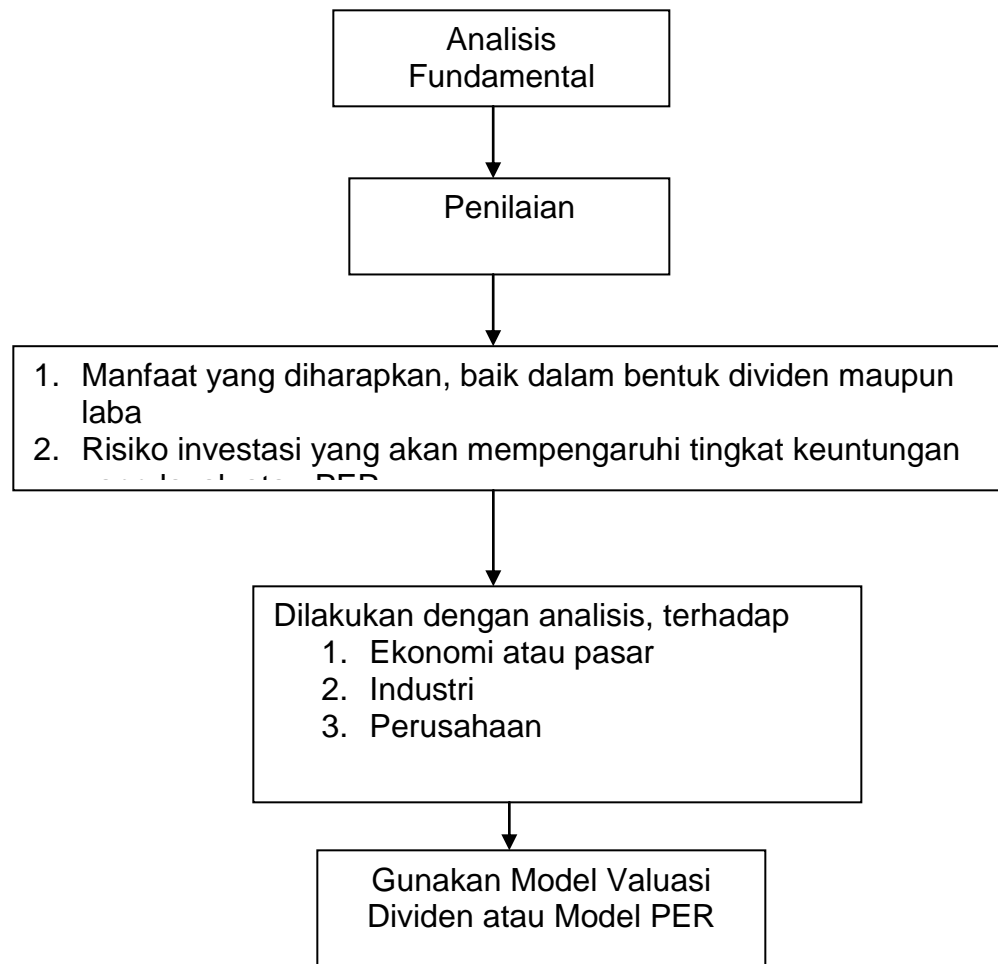 Analisis
Fundamental
Penilaian
1. Manfaat yang diharapkan, baik dalam bentuk dividen maupun
laba
2. Risiko investasi yang akan mempengaruhi tingkat keuntungan
Dilakukan dengan analisis, terhadap
1. Ekonomi atau pasar
2. Industri
3. Perusahaan
Gunakan Model Valuasi
Dividen atau Model PER